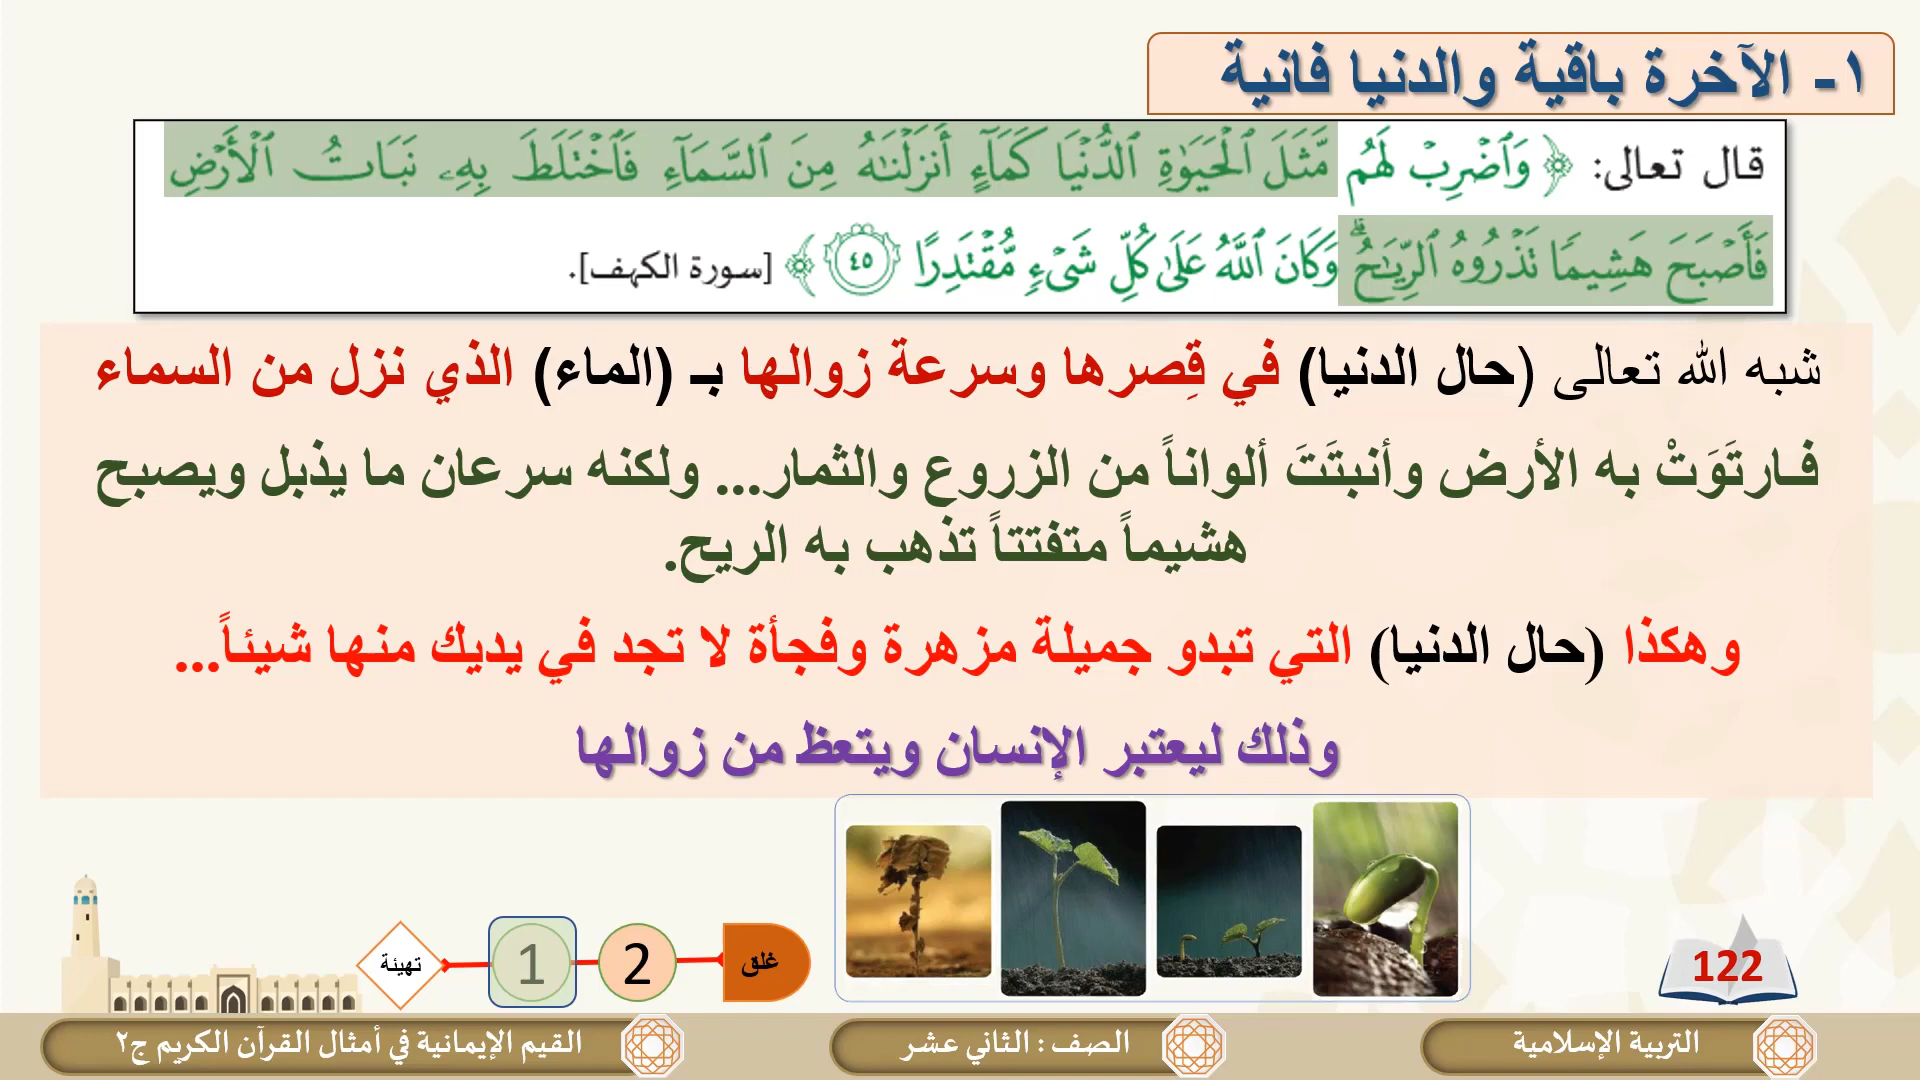 ١- الآخرة باقية والدنيا فانية
قال تعالى: ﴿ وَٱضۡرِبۡ لَهُم مَّثَلَ ٱلۡحَيَوٰةِ ٱلدُّنۡيَا كَمَآءٍ أَنزَلۡنَٰهُ مِنَ ٱلسَّمَآءِ فَٱخۡتَلَطَ بِهِۦ نَبَاتُ ٱلۡأَرۡضِ
فَأَصۡبَحَ هَشِيمٗا تَذۡرُوهُ ٱلرِّيَٰحُۗ وَكَانَ ٱللَّهُ عَلَىٰ كُلِّ شَيۡءٖ مُّقۡتَدِرًا ٤٥ ﴾ [سورة الكهف].
شبه الله تعالى (حال الدنيا) في قِصرها وسرعة زوالها بـ (الماء) الذي نزل من السماء
فـارتَوَتْ به الأرض وأنبتَتَ ألواناً من الزروع والثمار... ولكنه سرعان ما يذبل ويصبح
هشيماً متفتتاً تذهب به الريح.
وهكذا (حال الدنيا) التي تبدو جميلة مزهرة وفجأة لا تجد في يديك منها شيئاً...
وذلك ليعتبر الإنسان ويتعظ من زوالها
122
غلق
2
1
تهيئة
التربية الإسلامية
الصف : الثاني عشر
القيم الإيمانية في أمثال القرآن الكريم ج٢